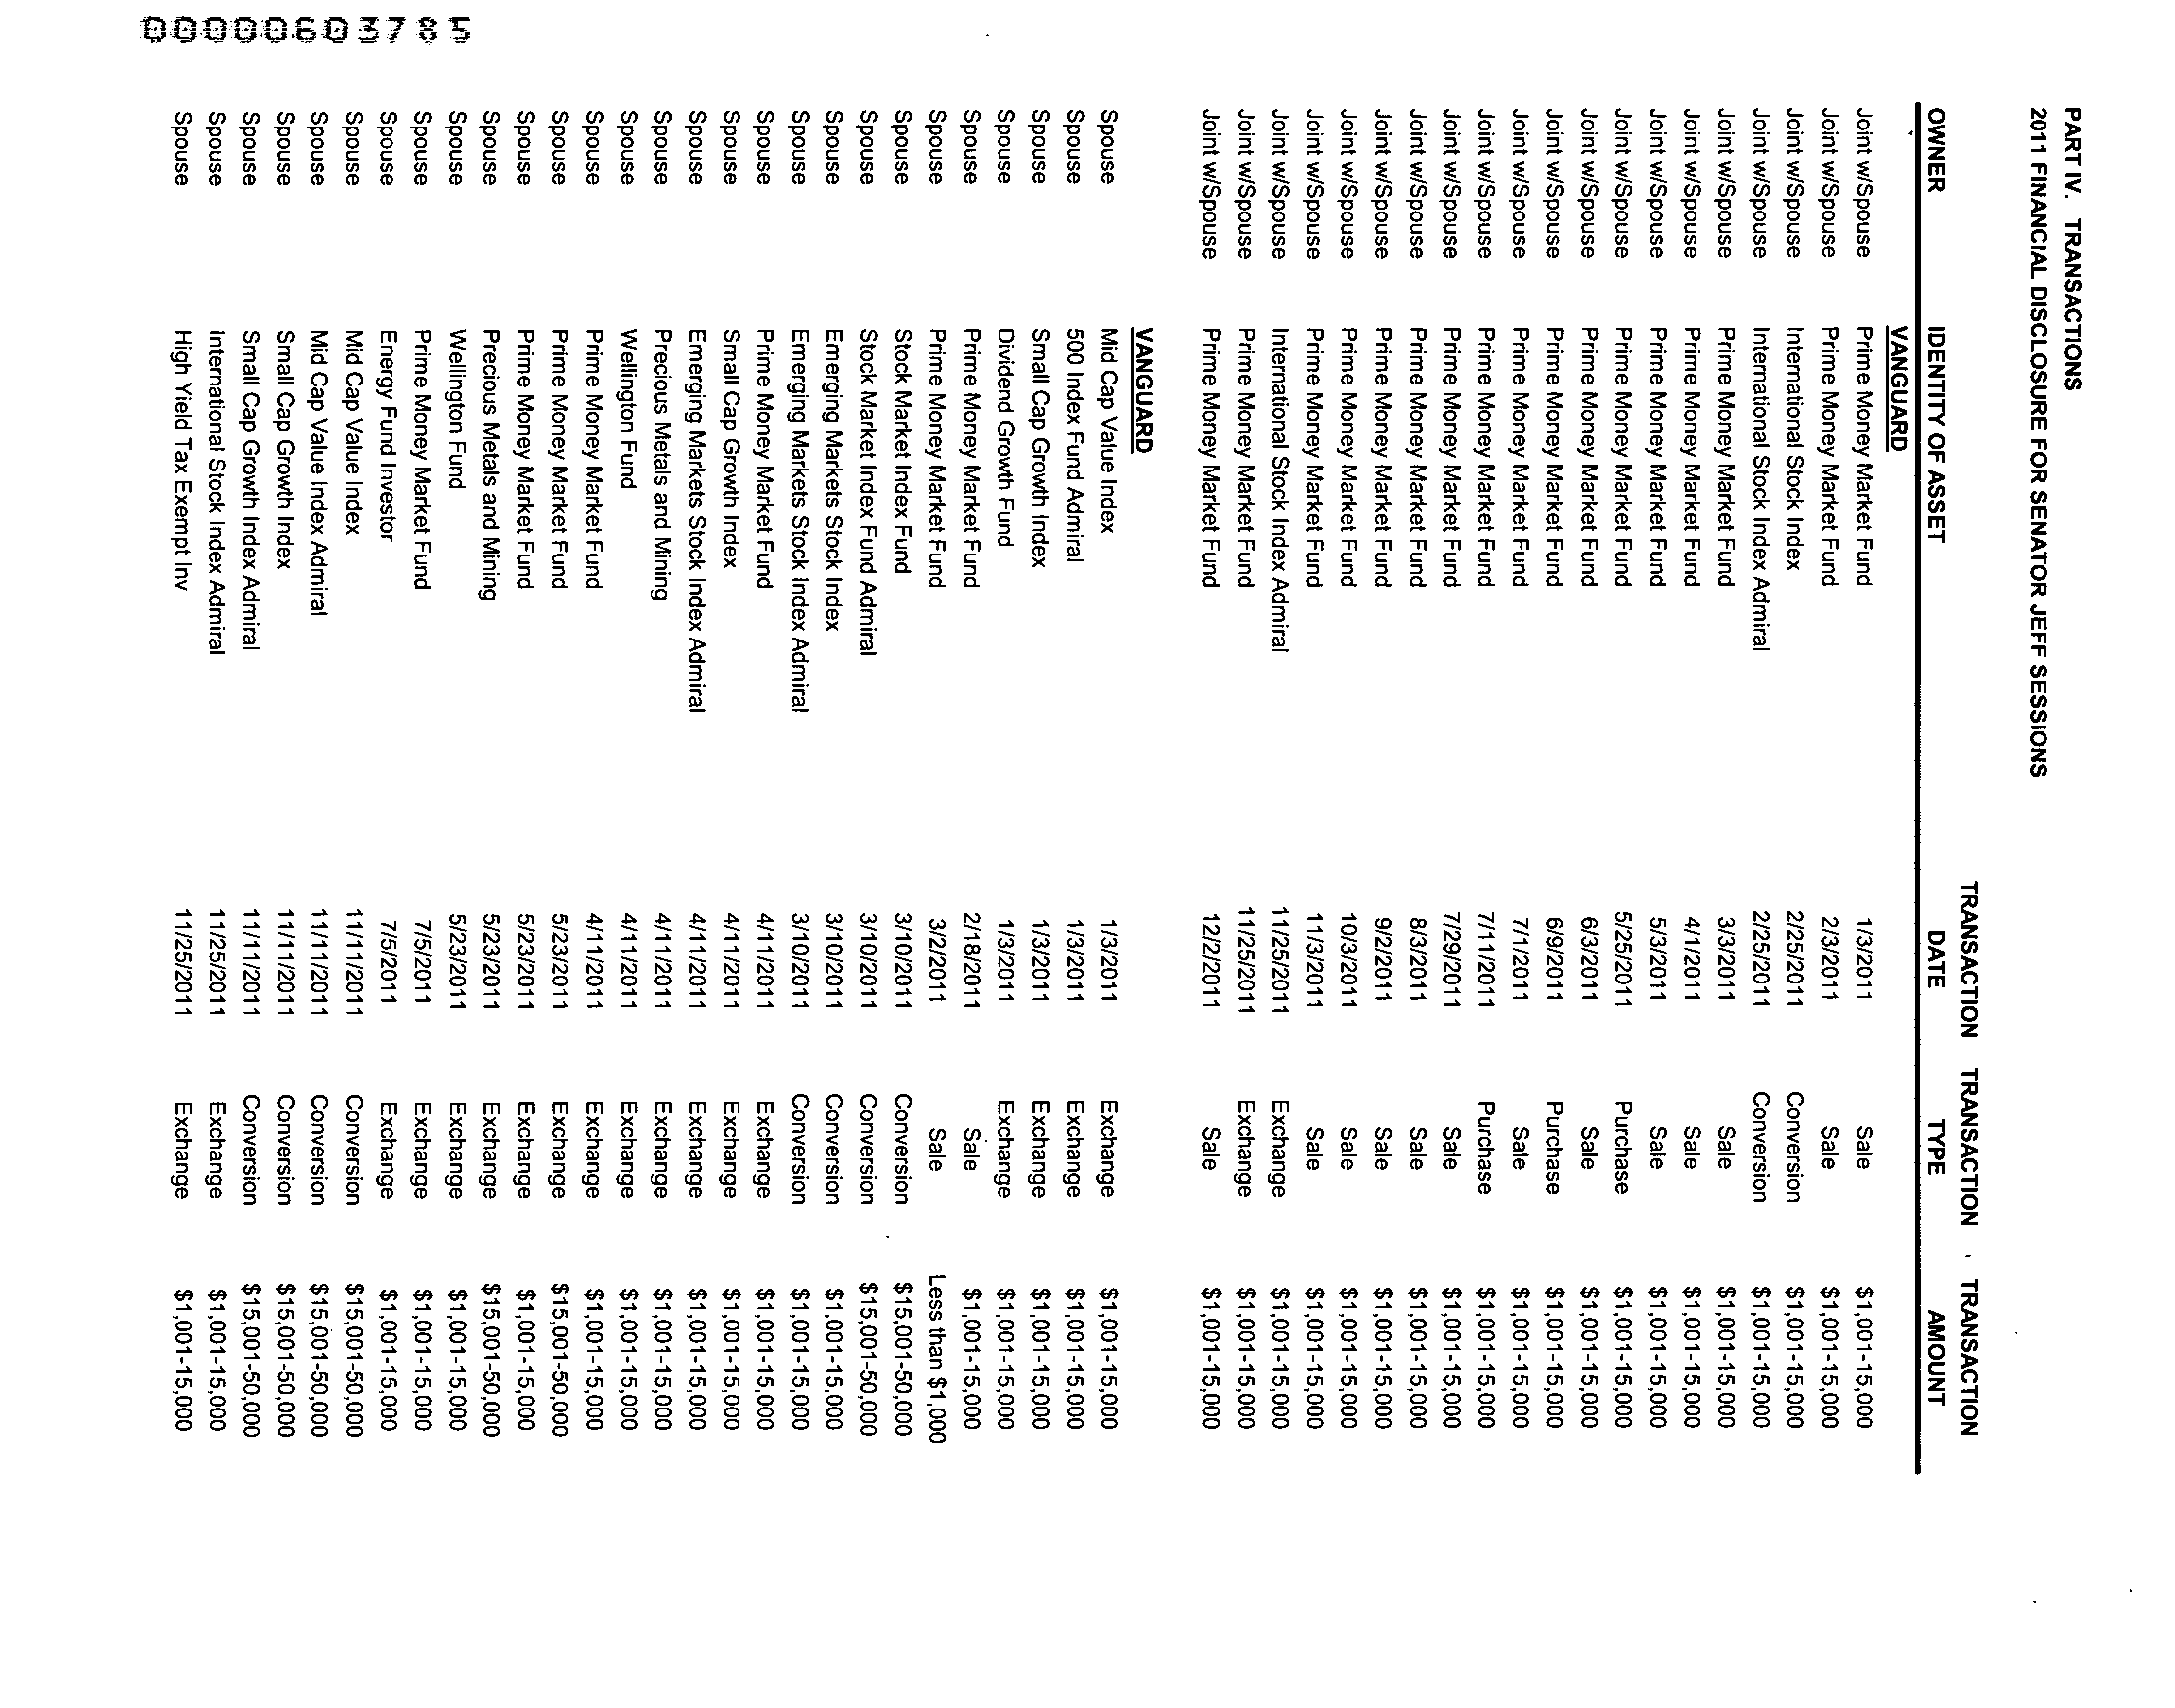 PART IV. TRANSACTIONS
2011 FINANCIAL DISCLOSURE FOR SENATOR JEFF SESSIONS
TRANSACTION TRANSACTION TRANSACTION
OWNER IDENTITY OF ASSET DATE TYPE AMOUNT
VANGUARD
Joint w/Spouse Prime Money Market Fund 1/3/2011 Sale $1,001-15,000
Joint w/Spouse Prime Money Market Fund 2/3/2011 Sale $1,001-15,000
Joint w/Spouse International Stock Index 2/25/2011 Conversion $1,001-15,000
Joint w/Spouse International Stock Index Admiral 2/25/2011 Conversion $1,001-15,000
Joint w/Spouse Prime Money Market Fund 3/3/2011 Sale $1,001-15,000
Joint w/Spouse Prime Money Market Fund 4/1/2011 Sale $1,001-15,000
Joint w/Spouse Prime Money Market Fund 5/3/2011 Sale $1,001-15,000
Joint w/Spouse Prime Money Market Fund 5/25/2011 Purchase $1,001-15,000
Joint w/Spouse Prime Money Market Fund 6/3/2011 Sale $1,001-15,000
Joint w/Spouse Prime Money Market Fund 6/9/2011 Purchase $1,001-15,000
Joint w/Spouse Prime Money Market Fund 7/1/2011 Sale $1,001-15,000
Joint w/Spouse Prime Money Market Fund 7/11/2011 Purchase $1,001-15,000
Joint w/Spouse Prime Money Market Fund 7/29/2011 Sale $1,001-15,000
Joint w/Spouse Prime Money Market Fund 8/3/2011 Sale $1,001-15,000
Joint w/Spouse Prime Money Market Fund 9/2/2011 Sale $1,001-15,000
Joint w/Spouse Prime Money Market Fund 10/3/2011 Sale $1,001-15,000
Joint w/Spouse Prime Money Market Fund 11/3/2011 Sale $1,001-15,000
Joint w/Spouse International Stock Index Admiral 11/25/2011 Exchange $1,001-15,000
Joint w/Spouse Prime Money Market Fund 11/25/2011 Exchange $1,001-15,000
Joint w/Spouse Prime Money Market Fund 12/2/2011 Sale $1,001-15,000
VANGUARD
Spouse Mid Cap Value Index 1/3/2011 Exchange $1,001-15,000
Spouse 500 Index Fund Admiral 1/3/2011 Exchange $1,001-15,000
Spouse Small Cap Growth Index 1/3/2011 Exchange $1,001-15,000
Spouse Dividend Growth Fund 1/3/2011 Exchange $1,001-15,000
Spouse Prime Money Market Fund 2/18/2011 Sale $1,001-15,000
Spouse Prime Money Market Fund 3/2/2011 Sale Less than $1,000
Spouse Stock Market Index Fund 3/10/2011 Conversion $15,001-50,000
Spouse Stock Market Index Fund Admiral 3/10/2011 Conversion $15,001-50,000
Spouse Emerging Markets Stock Index 3/10/2011 Conversion $1,001-15,000
Spouse Emerging Markets Stock Index Admiral 3/10/2011 Conversion $1,001-15,000
Spouse Prime Money Market Fund 4/11/2011 Exchange $1,001-15,000
Spouse Small Cap Growth Index 4/11/2011 Exchange $1,001-15,000
Spouse Emerging Markets Stock Index Admiral 4/11/2011 Exchange $1,001-15,000
Spouse Precious Metals and Mining 4/11/2011 Exchange $1,001-15,000
Spouse Wellington Fund 4/11/2011 Exchange $1,001-15,000
Spouse Prime Money Market Fund 4/11/2011 Exchange $1,001-15,000
Spouse Prime Money Market Fund 5/23/2011 Exchange $15,001-50,000
Spouse Prime Money Market Fund 5/23/2011 Exchange $1,001-15,000
Spouse Precious Metals and Mining 5/23/2011 Exchange $15,001-50,000
Spouse Wellington Fund 5/23/2011 Exchange $1,001-15,000
Spouse Prime Money Market Fund 7/5/2011 Exchange $1,001-15,000
Spouse Energy Fund Investor 7/5/2011 Exchange $1,001-15,000
Spouse Mid Cap Value Index 11/11/2011 Conversion $15,001-50,000
Spouse Mid Cap Value Index Admiral 11/11/2011 Conversion $15,001-50,000
Spouse Small Cap Growth Index 11/11/2011 Conversion $15,001-50,000
Spouse Small Cap Growth Index Admiral 11/11/2011 Conversion $15,001-50,000
Spouse International Stock Index Admiral 11/25/2011 Exchange $1,001-15,000
Spouse High Yield Tax Exempt Inv 11/25/2011 Exchange $1,001-15,000
00000603785